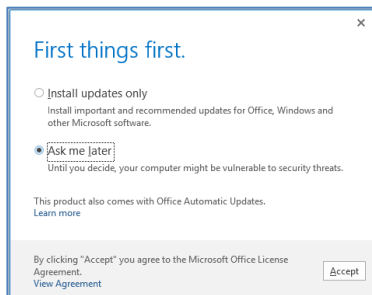 First things first.
Install updates only
Install important and recommended updates for Office, Windows and
other Microsoft software.
Ask me later
Until you decide, your computer might be vulnerable to security threats.
This product also comes with Office Automatic Updates.
Learn more
By clicking "Accept" you agree to the Microsoft Office License
Agreement.
View Agreement
Accept